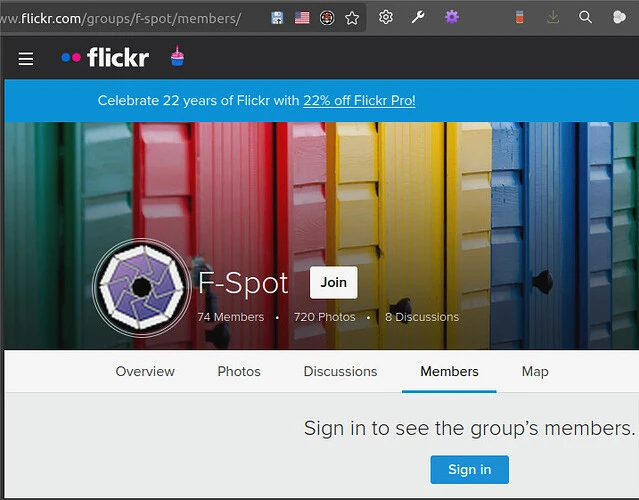 w.flickr.com/groups/f-spot/members/
flickr
Celebrate 22 years of Flickr with 22% off Flickr Pro!
F-Spot Join
74 Members • 720 Photos • 8 Discussions
Overview Photos Discussions Members Map
Sign in to see the group’s members.
Sign in